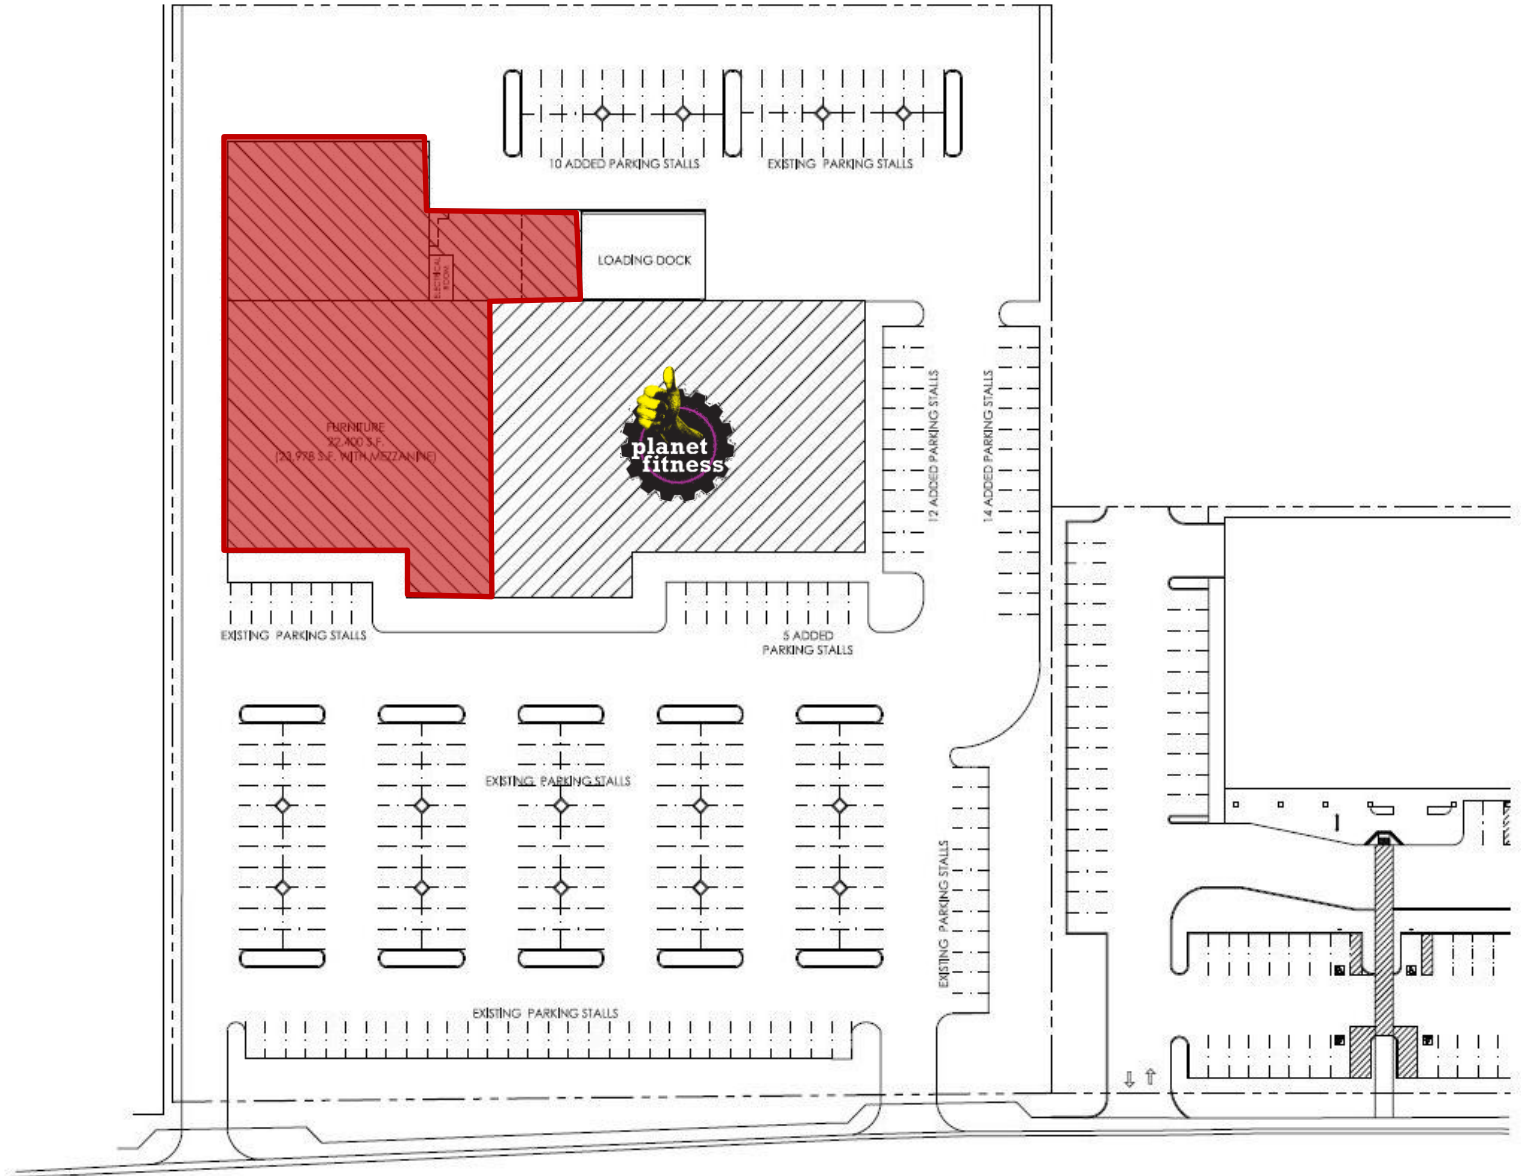 10 ADDED PARKING STALLS
EXISTING PARKING STALLS
LOADING DOCK
ELECTRICAL
ROOM
FURNITURE
22,400 S.F.
(23,978 S.F. WITH MEZZANINE)
planet
fitness
12 ADDED PARKING STALLS
14 ADDED PARKING STALLS
EXISTING PARKING STALLS
5 ADDED
PARKING STALLS
EXISTING PARKING STALLS
EXISTING PARKING STALLS
EXISTING PARKING STALLS